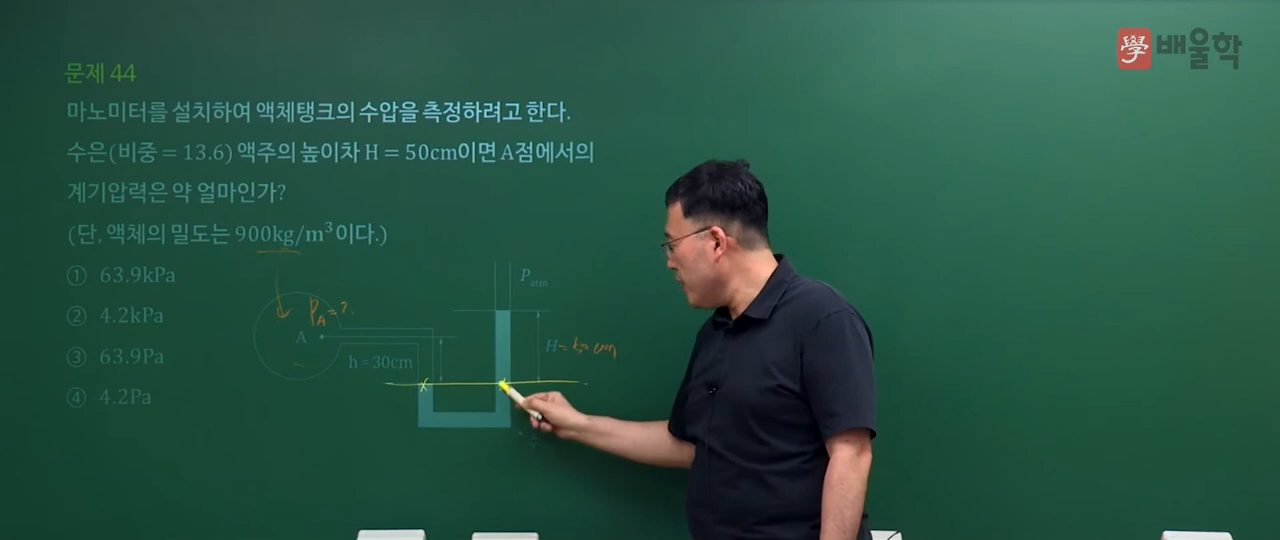 學 배울학
문제 44
마노미터를 설치하여 액체탱크의 수압을 측정하려고 한다.
수은(비중 = 13.6) 액주의 높이차 H = 50cm이면 A점에서의
계기압력은 약 얼마인가?
(단, 액체의 밀도는 900kg/m³이다.)
① 63.9kPa
② 4.2kPa
③ 63.9Pa
④ 4.2Pa
P_atm
P_A = ?
A
H = 50 cm
h = 30cm